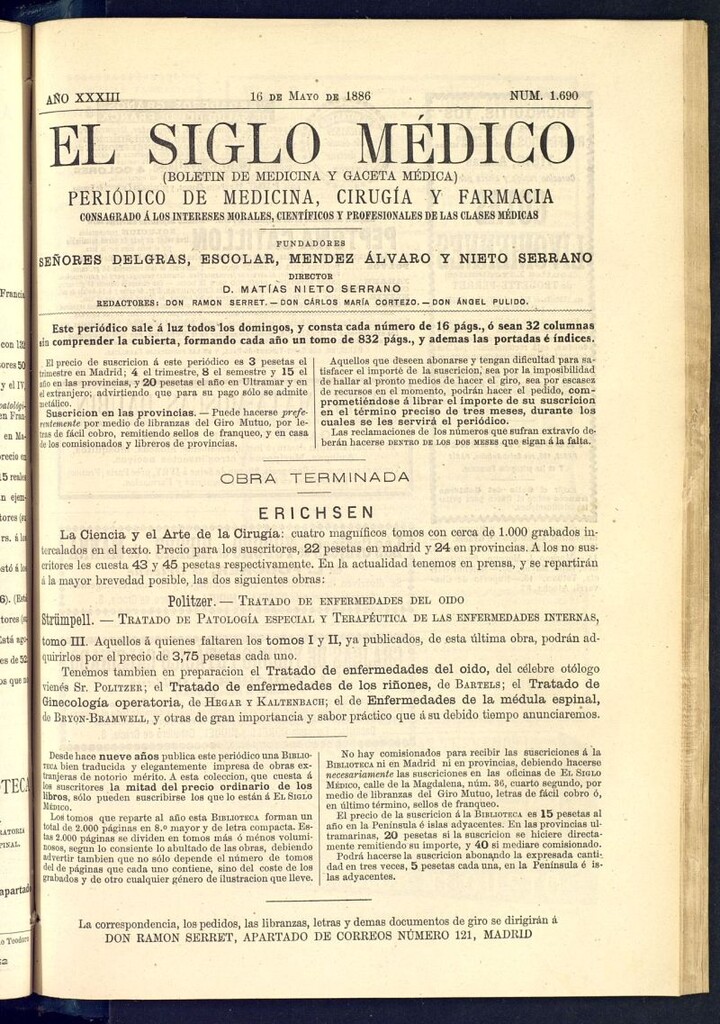 AÑO XXXIII 16 DE MAYO DE 1886 NUM. 1.690
EL SIGLO MÉDICO
(BOLETIN DE MEDICINA Y GACETA MÉDICA)
PERIÓDICO DE MEDICINA, CIRUGÍA Y FARMACIA
CONSAGRADO Á LOS INTERESES MORALES, CIENTÍFICOS Y PROFESIONALES DE LAS CLASES MÉDICAS
FUNDADORES
SEÑORES DELGRAS, ESCOLAR, MENDEZ ÁLVARO Y NIETO SERRANO
DIRECTOR
D. MATÍAS NIETO SERRANO
REDACTORES: DON RAMON SERRET.—DON CÁRLOS MARÍA CORTEZO.—DON ÁNGEL PULIDO.
Este periódico sale á luz todos los domingos, y consta cada número de 16 págs., ó sean 32 columnas
sin comprender la cubierta, formando cada año un tomo de 832 págs., y ademas las portadas é índices.
El precio de suscricion á este periódico es 3 pesetas el
trimestre en Madrid; 4 el trimestre, 8 el semestre y 15 el
año en las provincias, y 20 pesetas el año en Ultramar y en
el extranjero, advirtiendo que para su pago sólo se admite
metálico.
Suscricion en las provincias.—Puede hacerse prefe-
rentemente por medio de libranzas del Giro Mutuo, por le-
tras de fácil cobro, remitiendo sellos de franqueo, y en casa
de los comisionados y libreros de provincias.
Aquellos que deseen abonarse y tengan dificultad para sa-
tisfacer el importe de la suscricion, sea por la imposibilidad
de hallar al pronto medios de hacer el giro, sea por escasez
de recursos en el momento, podrán hacer el pedido, com-
prometiéndose á librar el importe de su suscricion
en el término preciso de tres meses, durante los
cuales se les servirá el periódico.
Las reclamaciones de los números que sufran extravío de-
berán hacerse DENTRO DE LOS DOS MESES que sigan á la falta.
OBRA TERMINADA
ERICHSEN
La Ciencia y el Arte de la Cirugía: cuatro magníficos tomos con cerca de 1.000 grabados in-
tercalados en el texto. Precio para los suscritores, 22 pesetas en madrid y 24 en provincias. A los no sus-
critores les cuesta 43 y 45 pesetas respectivamente. En la actualidad tenemos en prensa, y se repartirán
á la mayor brevedad posible, las dos siguientes obras:
Politzer.—TRATADO DE ENFERMEDADES DEL OIDO
Strümpell.—TRATADO DE PATOLOGÍA ESPECIAL Y TERAPÉUTICA DE LAS ENFERMEDADES INTERNAS,
tomo III. Aquellos á quienes faltaren los tomos I y II, ya publicados, de esta última obra, podrán ad-
quirirlos por el precio de 3,75 pesetas cada uno.
Tenemos tambien en preparacion el Tratado de enfermedades del oido, del célebre otólogo
vienés Sr. POLITZER; el Tratado de enfermedades de los riñones, de BARTELS; el Tratado de
Ginecología operatoria, de HEGAR Y KALTENBACH; el de Enfermedades de la médula espinal,
de BRYON-BRAMWELL, y otras de gran importancia y sabor práctico que á su debido tiempo anunciaremos.
Desde hace nueve años publica este periódico una BIBLIO-
TECA bien traducida y elegantemente impresa de obras ex-
tranjeras de notorio mérito. A esta coleccion, que cuesta á
los suscritores la mitad del precio ordinario de los
libros, sólo pueden suscribirse los que lo están á EL SIGLO
MÉDICO.
Los tomos que reparte al año esta BIBLIOTECA forman un
total de 2.000 páginas en 8.º mayor y de letra compacta. Es-
tas 2.000 páginas se dividen en tomos más ó ménos volumi-
nosos, segun lo consiente lo abultado de las obras, debiendo
advertir tambien que no sólo depende el número de tomos
del de páginas que cada uno contiene, sino del coste de los
grabados y de otro cualquier género de ilustracion que lleve.
No hay comisionados para recibir las suscriciones á la
BIBLIOTECA ni en Madrid ni en provincias, debiendo hacerse
necesariamente las suscriciones en las oficinas de EL SIGLO
MÉDICO, calle de la Magdalena, núm. 36, cuarto segundo, por
medio de libranzas del Giro Mutuo, letras de fácil cobro ó,
en último término, sellos de franqueo.
El precio de la suscricion á la BIBLIOTECA es 15 pesetas al
año en la Península é islas adyacentes. En las provincias ul-
tramarinas, 20 pesetas si la suscricion se hiciere directa-
mente remitiendo su importe, y 40 si mediare comisionado.
Podrá hacerse la suscricion abonando la expresada canti-
dad en tres veces, 5 pesetas cada una, en la Península é is-
las adyacentes.
La correspondencia, los pedidos, las libranzas, letras y demas documentos de giro se dirigirán á
DON RAMON SERRET, APARTADO DE CORREOS NÚMERO 121, MADRID